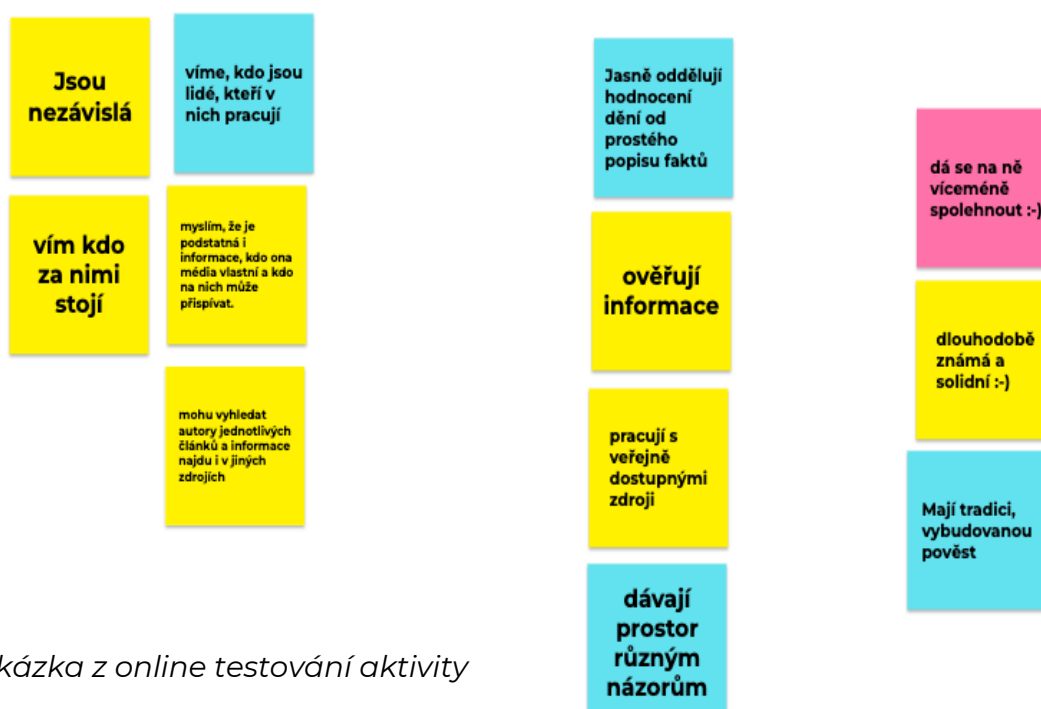 Jsou
nezávislá
víme, kdo jsou
lidé, kteří v
nich pracují
vím kdo
za nimi
stojí
myslím, že je
podstatná i
informace, kdo ona
média vlastní a kdo
na nich může
přispívat.
mohu vyhledat
autory jednotlivých
článků a informace
najdu i v jiných
zdrojích
Jasně oddělují
hodnocení
dění od
prostého
popisu faktů
ověřují
informace
pracují s
veřejně
dostupnými
zdroji
dávají
prostor
různým
názorům
dá se na ně
víceméně
spolehnout :-)
dlouhodobě
známá a
solidní :-)
Mají tradici,
vybudovanou
pověst
kázka z online testování aktivity